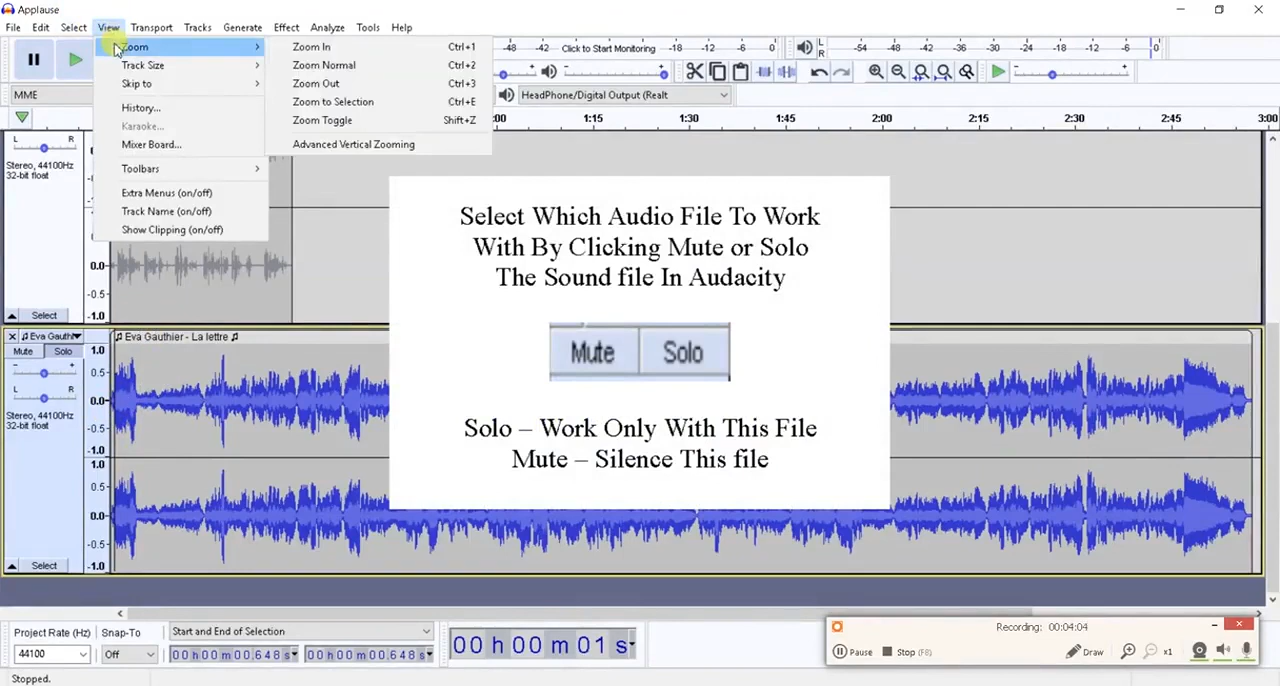 Applause
File Edit Select View Transport Tracks Generate Effect Analyze Tools Help
Zoom
Track Size
Skip to
History...
Karaoke...
Mixer Board...
Toolbars
Extra Menus (on/off)
Track Name (on/off)
Show Clipping (on/off)
Zoom In Ctrl+1
Zoom Normal Ctrl+2
Zoom Out Ctrl+3
Zoom to Selection Ctrl+E
Zoom Toggle Shift+Z
Advanced Vertical Zooming
-48 -42 Click to Start Monitoring -18 -12 -6 0
L
R
-54 -48 -42 -36 -30 -24 -18 -12 -6 0
MME
HeadPhone/Digital Output (Realt
1:15 1:30 1:45 2:00 2:15 2:30 2:45 3:00
L R
Stereo, 44100Hz
32-bit float
0.0
-0.5
-1.0
Select
Select Which Audio File To Work
With By Clicking Mute or Solo
The Sound file In Audacity
Mute Solo
Solo – Work Only With This File
Mute – Silence This file
Eva Gauthi
Eva Gauthier - La lettre
Mute Solo
L R
Stereo, 44100Hz
32-bit float
1.0
0.5
0.0
-0.5
-1.0
1.0
0.5
0.0
-0.5
-1.0
Select
Project Rate (Hz) Snap-To Start and End of Selection
44100 Off 00 h 00 m 00.648 s 00 h 00 m 00.648 s
00 h 00 m 01 s
Recording: 00:04:04
Pause Stop (F8) Draw x1
Stopped.